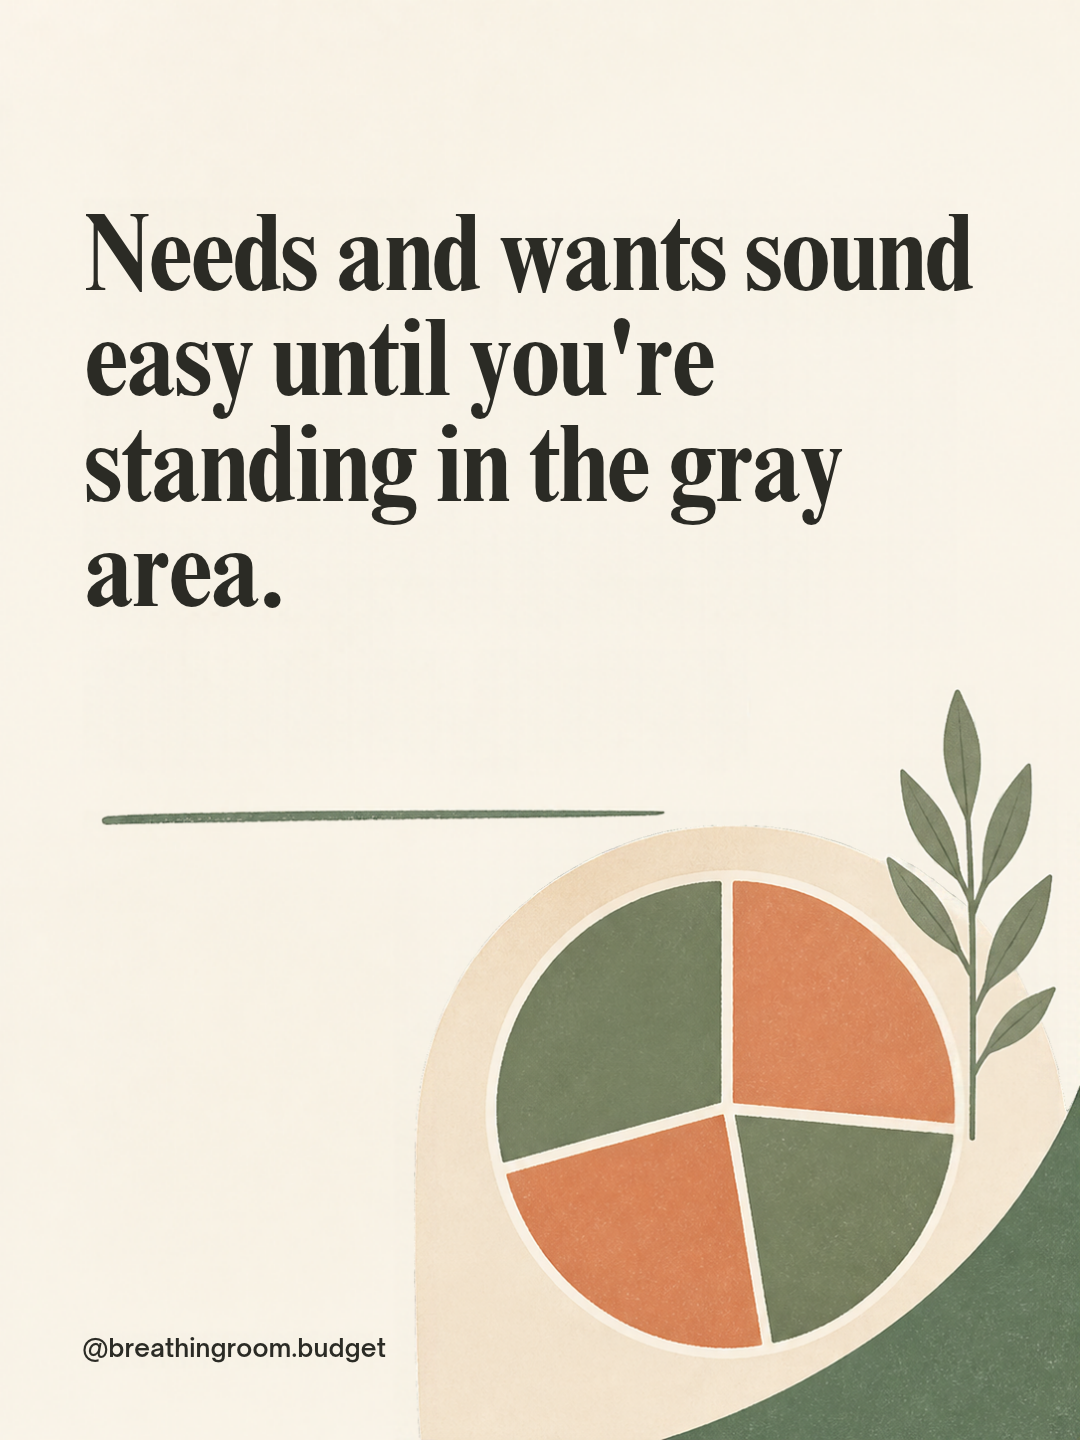 Needs and wants sound
easy until you're
standing in the gray
area.
@breathingroom.budget